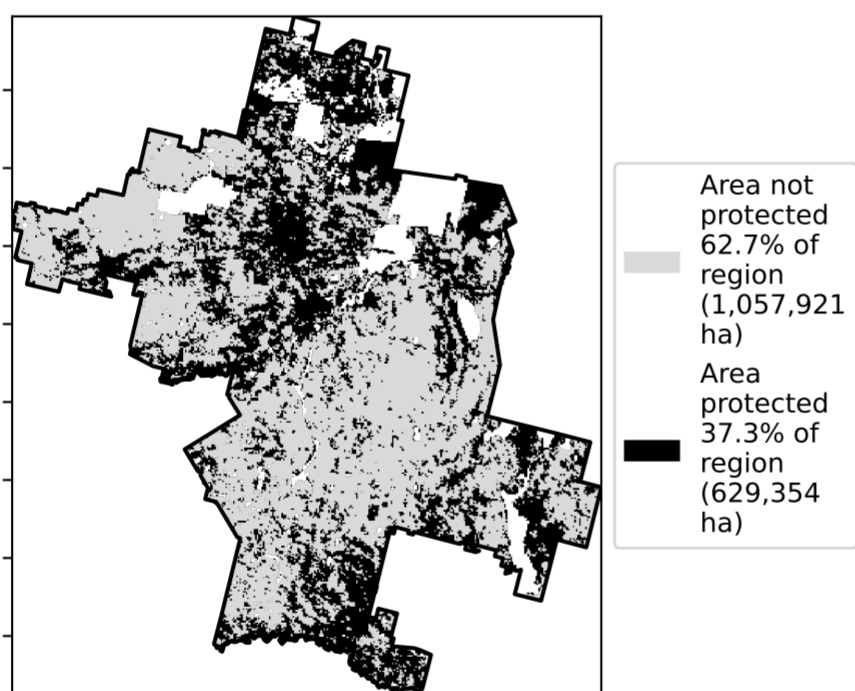 Area not
protected
62.7% of
region
(1,057,921
ha)
Area
protected
37.3% of
region
(629,354
ha)